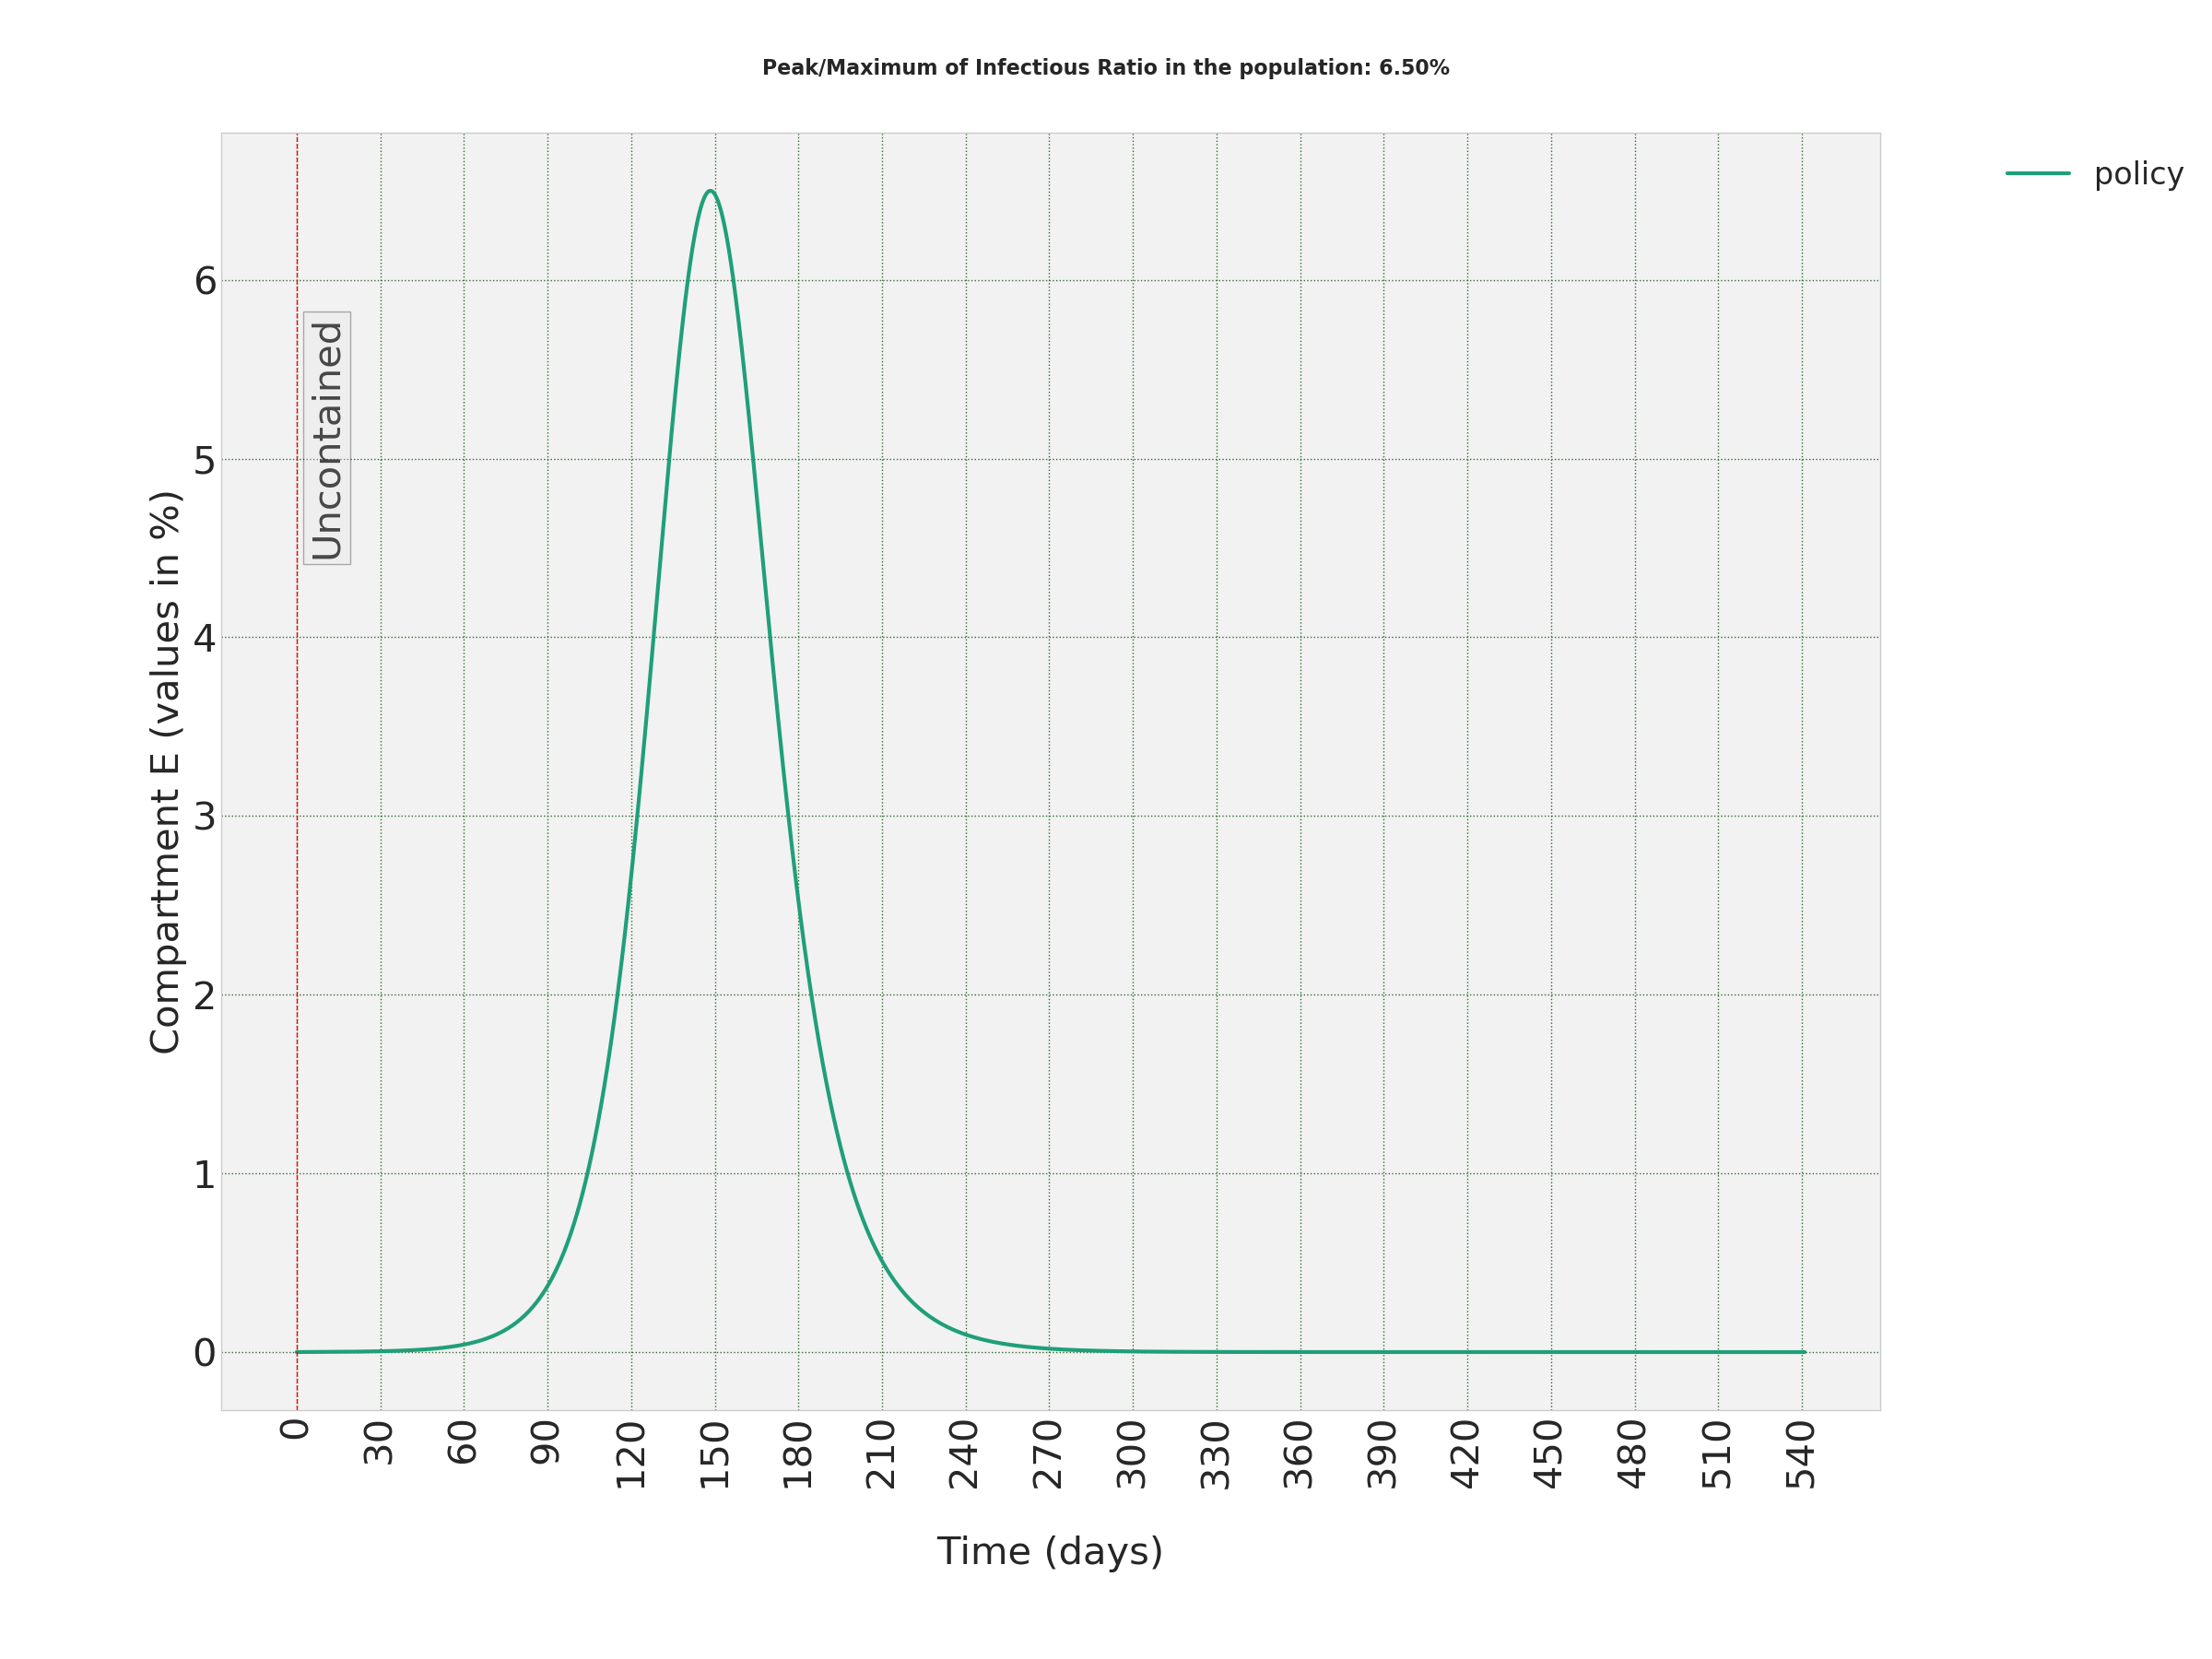 Peak/Maximum of Infectious Ratio in the population: 6.50%
policy
Uncontained
Compartment E (values in %)
6
5
4
3
2
1
0
0 30 60 90 120 150 180 210 240 270 300 330 360 390 420 450 480 510 540
Time (days)